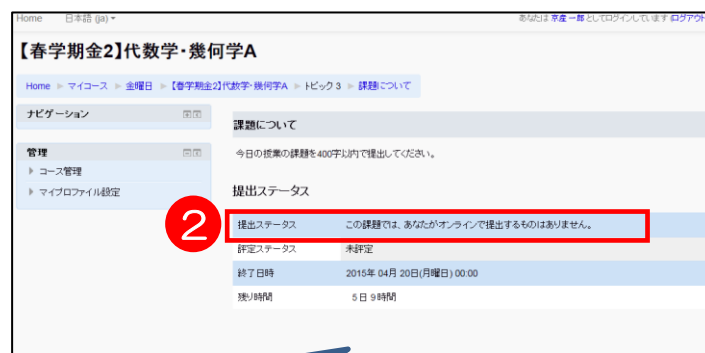 Home 日本語 (ja)
あなたは 京産 一郎 としてログインしています ログアウト
【春学期金2】代数学・幾何学A
Home マイコース 金曜日 【春学期金2】代数学・幾何学A トピック 3 課題について
ナビゲーション
課題について
管理
今日の授業の課題を400字以内で提出してください。
コース管理
マイプロファイル設定
提出ステータス
2
提出ステータス この課題では、あなたがオンラインで提出するものはありません。
評定ステータス 未評定
終了日時 2015年 04月 20日(月曜日) 00:00
残り時間 5日 9時間